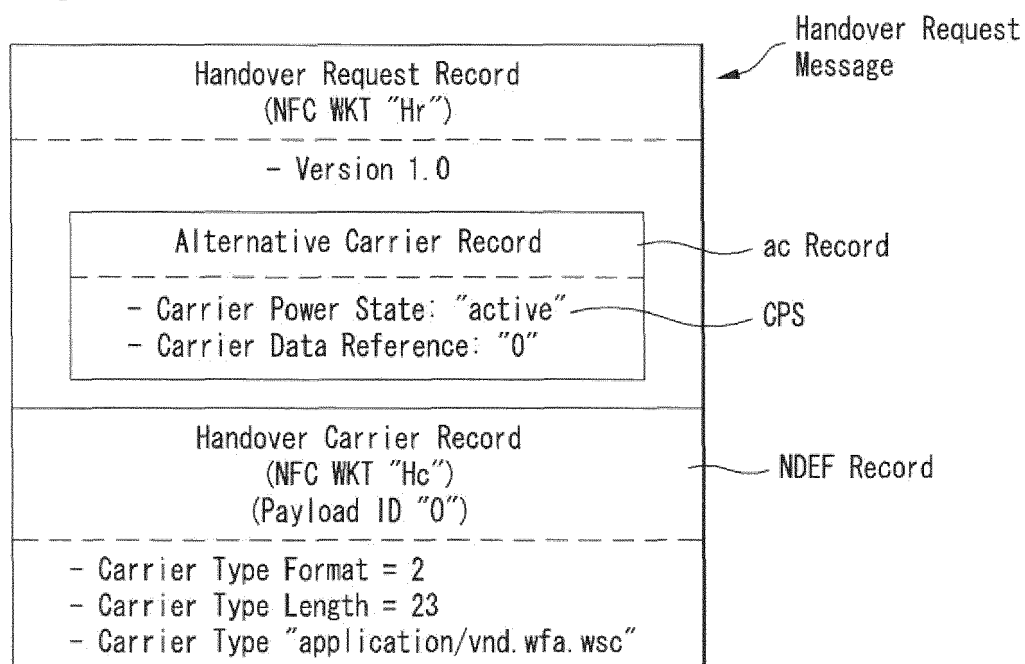 Handover Request
Message
Handover Request Record
(NFC WKT "Hr")
- Version 1.0
Alternative Carrier Record
ac Record
- Carrier Power State: "active"
CPS
- Carrier Data Reference: "0"
Handover Carrier Record
(NFC WKT "Hc")
(Payload ID "0")
NDEF Record
- Carrier Type Format = 2
- Carrier Type Length = 23
- Carrier Type "application/vnd.wfa.wsc"